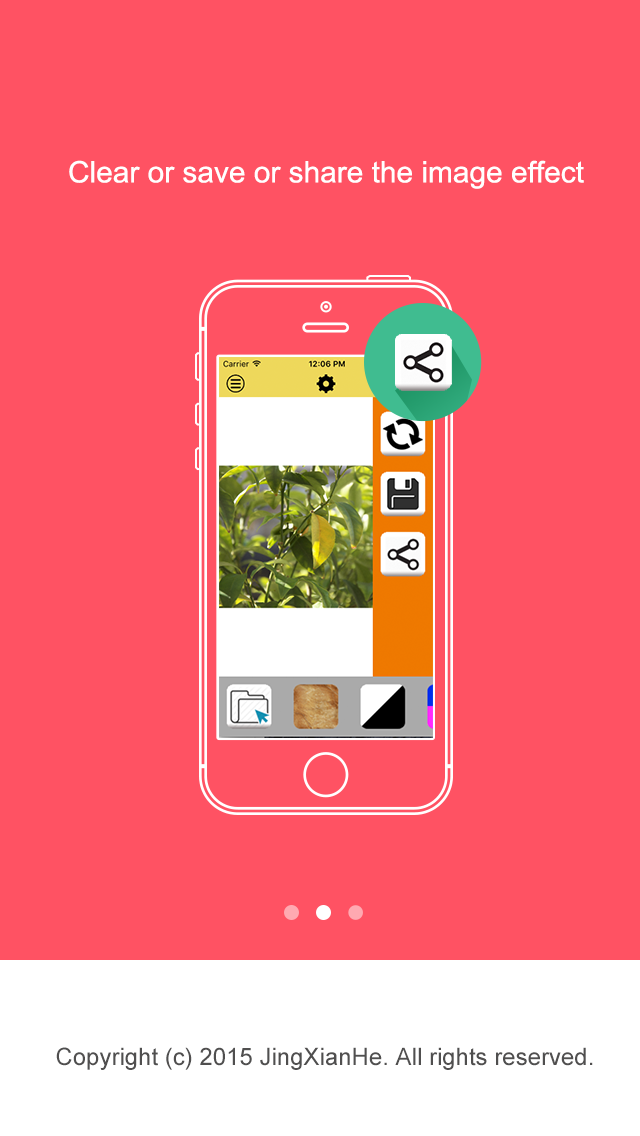 Clear or save or share the image effect
Carrier 12:06 PM
Copyright (c) 2015 JingXianHe. All rights reserved.